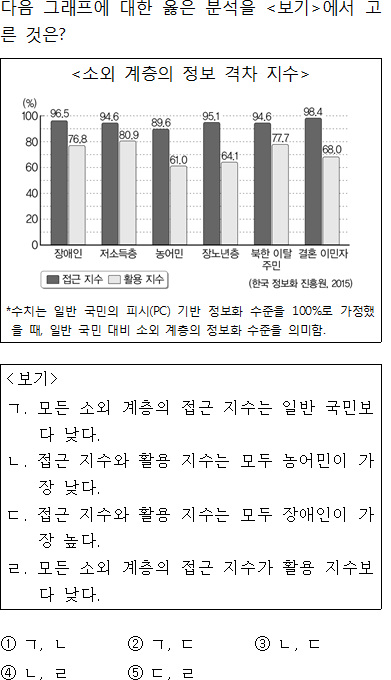 다음 그래프에 대한 옳은 분석을 <보기>에서 고
른 것은?
<소외 계층의 정보 격차 지수>
(%)
100
80
60
40
20
0
96.5
76.8
94.6
80.9
89.6
61.0
95.1
64.1
94.6
77.7
98.4
68.0
장애인
저소득층
농어민
장노년층
북한 이탈
주민
결혼 이민자
접근 지수
활용 지수
(한국 정보화 진흥원, 2015)
*수치는 일반 국민의 피시(PC) 기반 정보화 수준을 100%로 가정했
을 때, 일반 국민 대비 소외 계층의 정보화 수준을 의미함.
<보기>
ㄱ. 모든 소외 계층의 접근 지수는 일반 국민보
다 낮다.
ㄴ. 접근 지수와 활용 지수는 모두 농어민이 가
장 낮다.
ㄷ. 접근 지수와 활용 지수는 모두 장애인이 가
장 높다.
ㄹ. 모든 소외 계층의 접근 지수가 활용 지수보
다 낮다.
① ㄱ, ㄴ ② ㄱ, ㄷ ③ ㄴ, ㄷ
④ ㄴ, ㄹ ⑤ ㄷ, ㄹ